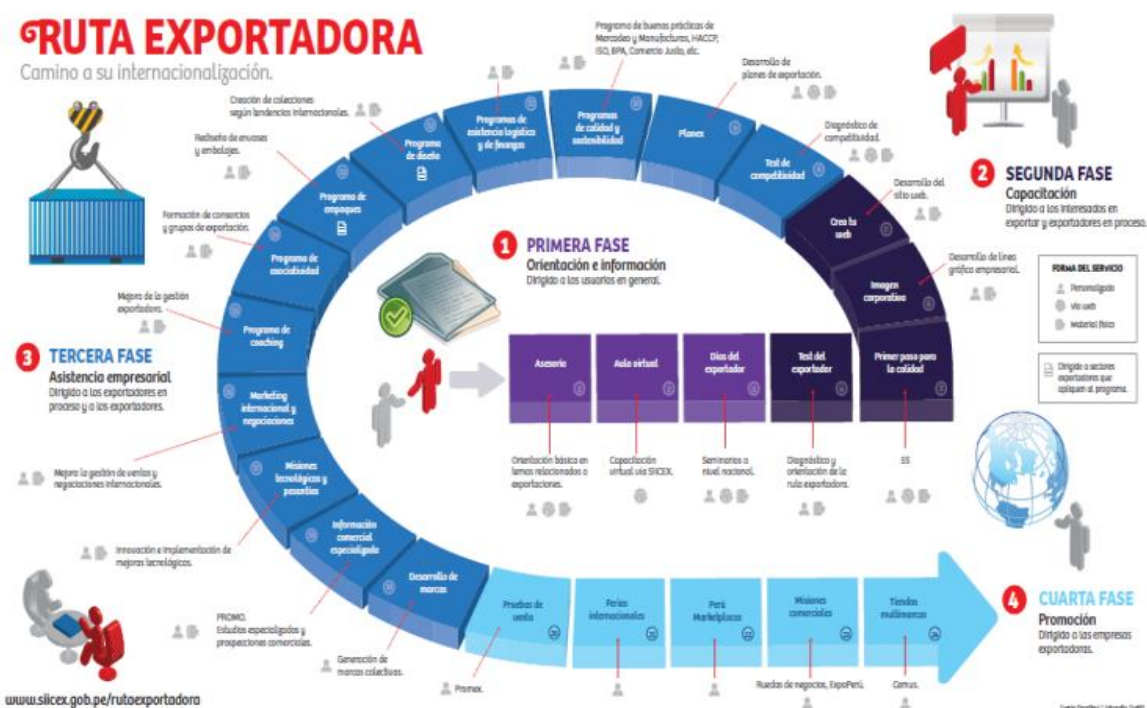 RUTA EXPORTADORA
Camino a su internacionalización.
Programa de buenas prácticas de
Mercadeo y Manufacturas, HACCP,
ISO, BPA, Comercio Justo, etc.
Desarrollo de
planes de exportación.
Diagnóstico de
competitividad.
Desarrollo del
sitio web.
Desarrollo de línea
gráfica empresarial.
Creación de colecciones
según tendencias internacionales.
Rediseño de envases
y embalajes.
Formación de consorcios
y grupos de exportación.
Mejora de la gestión
exportadora.
Programas de
asistencia logística
y de finanzas
Programas
de calidad y
sostenibilidad
Planex
Test de
competitividad
Crea tu
web
Imagen
corporativa
Primer paso para
la calidad
Programa
de diseño
Programa de
empaques
Programa de
asociatividad
Programa de
coaching
Marketing
internacional y
negociaciones
Misiones
tecnológicas y
pasantías
Información
comercial
especializada
Desarrollo de
marcas
1 PRIMERA FASE
Orientación e información
Dirigido a los usuarios en general.
Asesoría
Aula virtual
Días del
exportador
Test del
exportador
Orientación básica en
temas relacionados a
exportaciones.
Capacitación
virtual vía SIICEX.
Seminarios a
nivel nacional.
Diagnóstico y
orientación de la
ruta exportadora.
5S
2 SEGUNDA FASE
Capacitación
Dirigido a los interesados en
exportar y exportadores en proceso.
FORMA DEL SERVICIO
Personalizado
Vía web
Material físico
Dirigido a sectores
exportadores que
apliquen al programa.
3 TERCERA FASE
Asistencia empresarial
Dirigido a los exportadores en
proceso y a los exportadores.
Mejora la gestión de ventas y
negociaciones internacionales.
Innovación e implementación de
mejoras tecnológicas.
PROMO.
Estudios especializados y
prospecciones comerciales.
Generación de
marcas colectivas.
Pruebas de
venta
Ferias
internacionales
Perú
Marketplaces
Misiones
comerciales
Tiendas
multimarcas
Promex.
Ruedas de negocios, ExpoPerú.
4 CUARTA FASE
Promoción
Dirigido a las empresas
exportadoras.
www.siicex.gob.pe/rutaexportadora